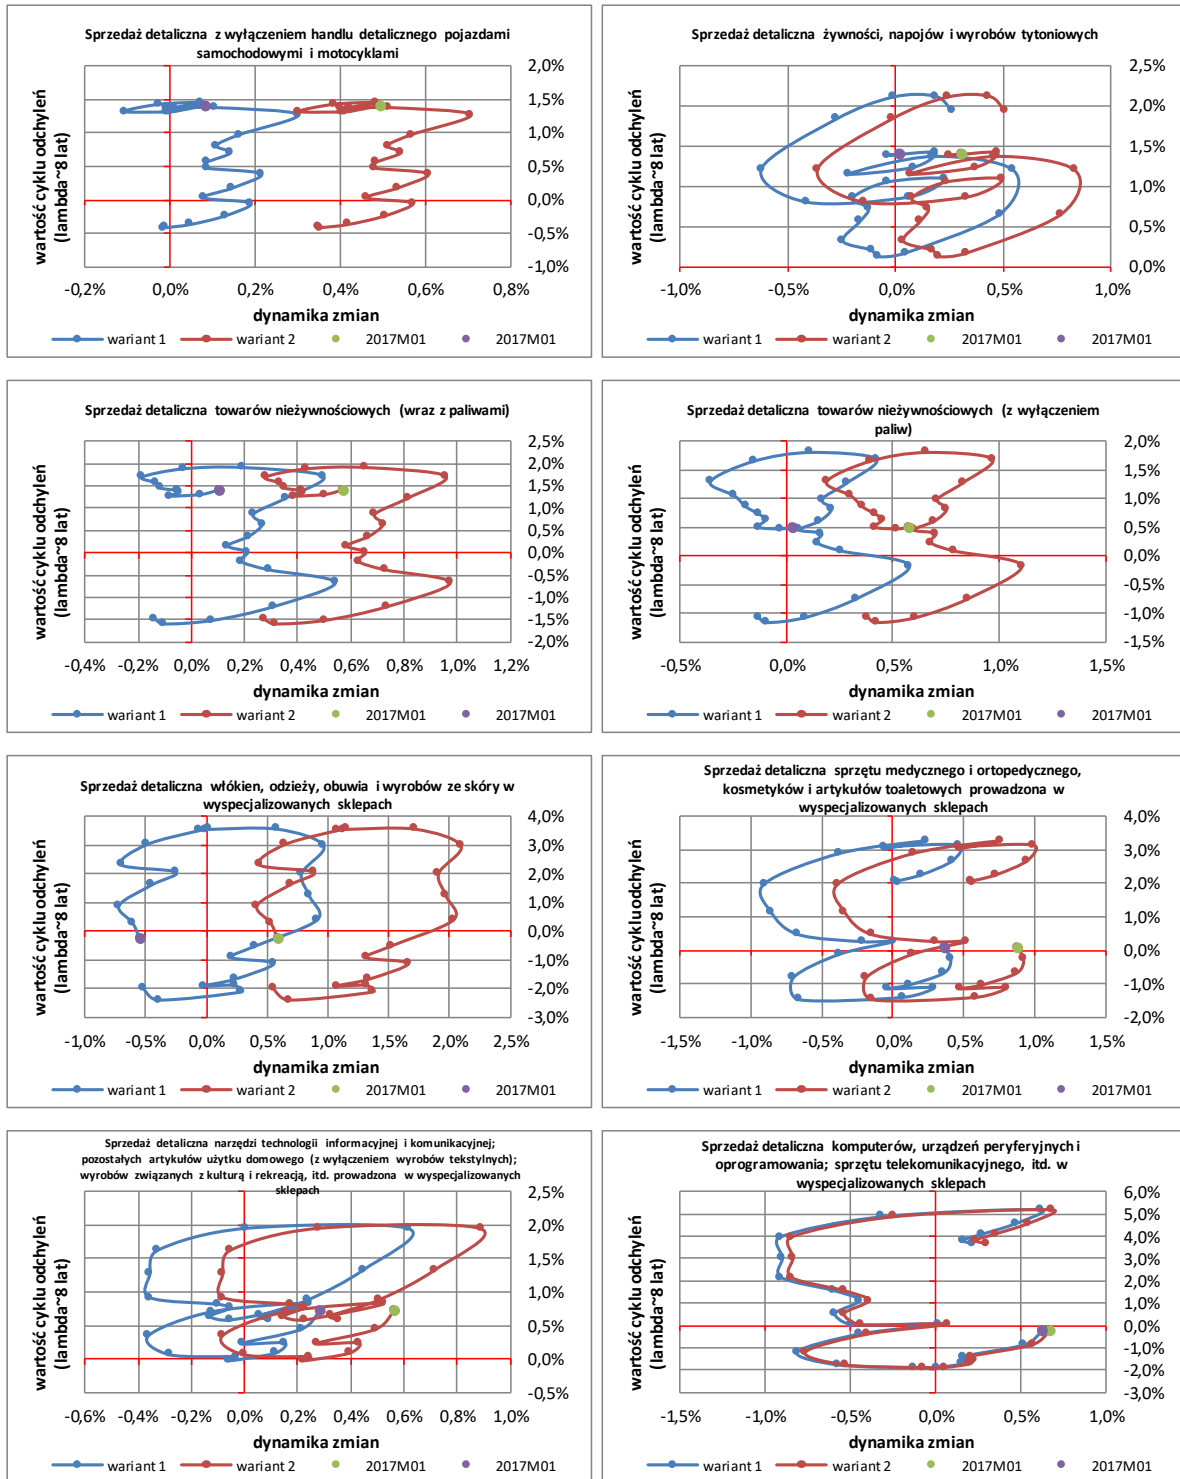 Sprzedaż detaliczna z wyłączeniem handlu detalicznego pojazdami
samochodowymi i motocyklami
wartość cyklu odchyleń
(lambda~8 lat)
2,0%
1,5%
1,0%
0,5%
0,0%
-0,5%
-1,0%
-0,2% 0,0% 0,2% 0,4% 0,6% 0,8%
dynamika zmian
wariant 1 wariant 2 2017M01 2017M01
Sprzedaż detaliczna żywności, napojów i wyrobów tytoniowych
wartość cyklu odchyleń
(lambda~8 lat)
2,5%
2,0%
1,5%
1,0%
0,5%
0,0%
-1,0% -0,5% 0,0% 0,5% 1,0%
dynamika zmian
wariant 1 wariant 2 2017M01 2017M01
Sprzedaż detaliczna towarów nieżywnościowych (wraz z paliwami)
wartość cyklu odchyleń
(lambda~8 lat)
2,5%
2,0%
1,5%
1,0%
0,5%
0,0%
-0,5%
-1,0%
-1,5%
-2,0%
-0,4% -0,2% 0,0% 0,2% 0,4% 0,6% 0,8% 1,0% 1,2%
dynamika zmian
wariant 1 wariant 2 2017M01 2017M01
Sprzedaż detaliczna towarów nieżywnościowych (z wyłączeniem
paliw)
wartość cyklu odchyleń
(lambda~8 lat)
2,0%
1,5%
1,0%
0,5%
0,0%
-0,5%
-1,0%
-1,5%
-0,5% 0,0% 0,5% 1,0% 1,5%
dynamika zmian
wariant 1 wariant 2 2017M01 2017M01
Sprzedaż detaliczna włókien, odzieży, obuwia i wyrobów ze skóry w
wyspecjalizowanych sklepach
wartość cyklu odchyleń
(lambda~8 lat)
4,0%
3,0%
2,0%
1,0%
0,0%
-1,0%
-2,0%
-3,0%
-1,0% -0,5% 0,0% 0,5% 1,0% 1,5% 2,0% 2,5%
dynamika zmian
wariant 1 wariant 2 2017M01 2017M01
Sprzedaż detaliczna sprzętu medycznego i ortopedycznego,
kosmetyków i artykułów toaletowych prowadzona w
wyspecjalizowanych sklepach
wartość cyklu odchyleń
(lambda~8 lat)
4,0%
3,0%
2,0%
1,0%
0,0%
-1,0%
-2,0%
-1,5% -1,0% -0,5% 0,0% 0,5% 1,0% 1,5%
dynamika zmian
wariant 1 wariant 2 2017M01 2017M01
Sprzedaż detaliczna narzędzi technologii informacyjnej i komunikacyjnej;
pozostałych artykułów użytku domowego (z wyłączeniem wyrobów tekstylnych);
wyrobów związanych z kulturą i rekreacją, itd. prowadzona w wyspecjalizowanych
sklepach
wartość cyklu odchyleń
(lambda~8 lat)
2,5%
2,0%
1,5%
1,0%
0,5%
0,0%
-0,5%
-0,6% -0,4% -0,2% 0,0% 0,2% 0,4% 0,6% 0,8% 1,0%
dynamika zmian
wariant 1 wariant 2 2017M01 2017M01
Sprzedaż detaliczna komputerów, urządzeń peryferyjnych i
oprogramowania; sprzętu telekomunikacyjnego, itd. w
wyspecjalizowanych sklepach
wartość cyklu odchyleń
(lambda~8 lat)
6,0%
5,0%
4,0%
3,0%
2,0%
1,0%
0,0%
-1,0%
-2,0%
-3,0%
-1,5% -1,0% -0,5% 0,0% 0,5% 1,0%
dynamika zmian
wariant 1 wariant 2 2017M01 2017M01